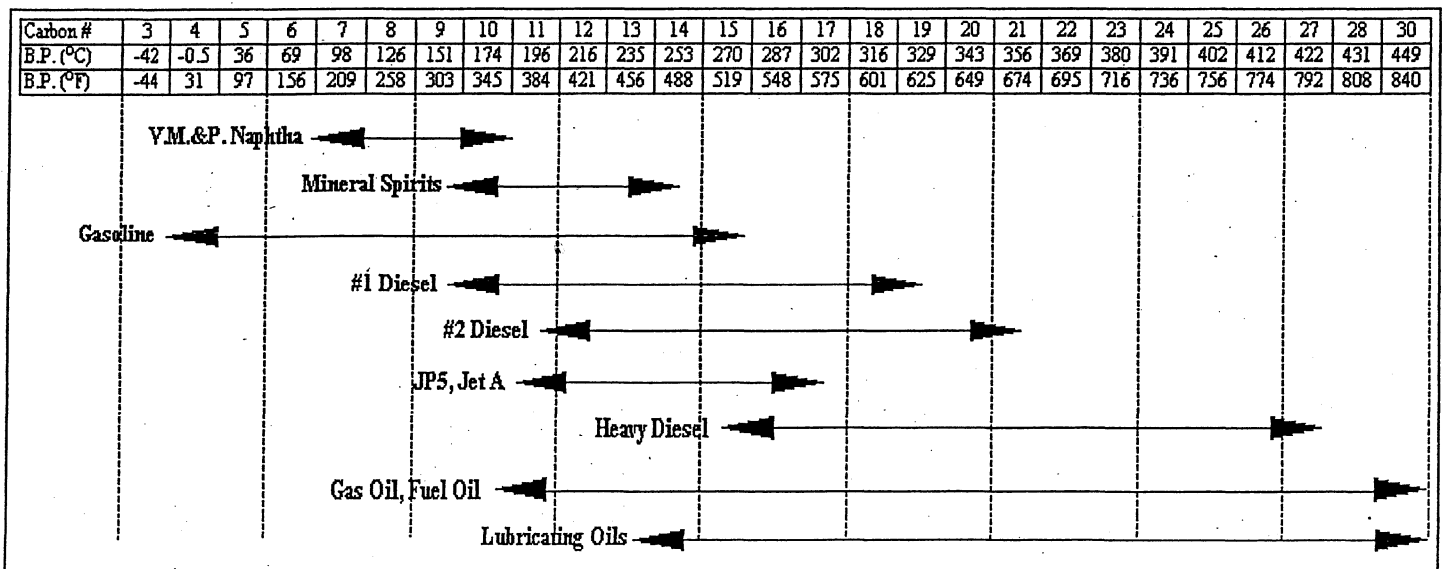 Carbon # 3 4 5 6 7 8 9 10 11 12 13 14 15 16 17 18 19 20 21 22 23 24 25 26 27 28 30
B.P. (°C) -42 -0.5 36 69 98 126 151 174 196 216 235 253 270 287 302 316 329 343 356 369 380 391 402 412 422 431 449
B.P. (°F) -44 31 97 156 209 258 303 345 384 421 456 488 519 548 575 601 625 649 674 695 716 736 756 774 792 808 840
V.M.&P. Naphtha
Mineral Spirits
Gasoline
#1 Diesel
#2 Diesel
JP5, Jet A
Heavy Diesel
Gas Oil, Fuel Oil
Lubricating Oils